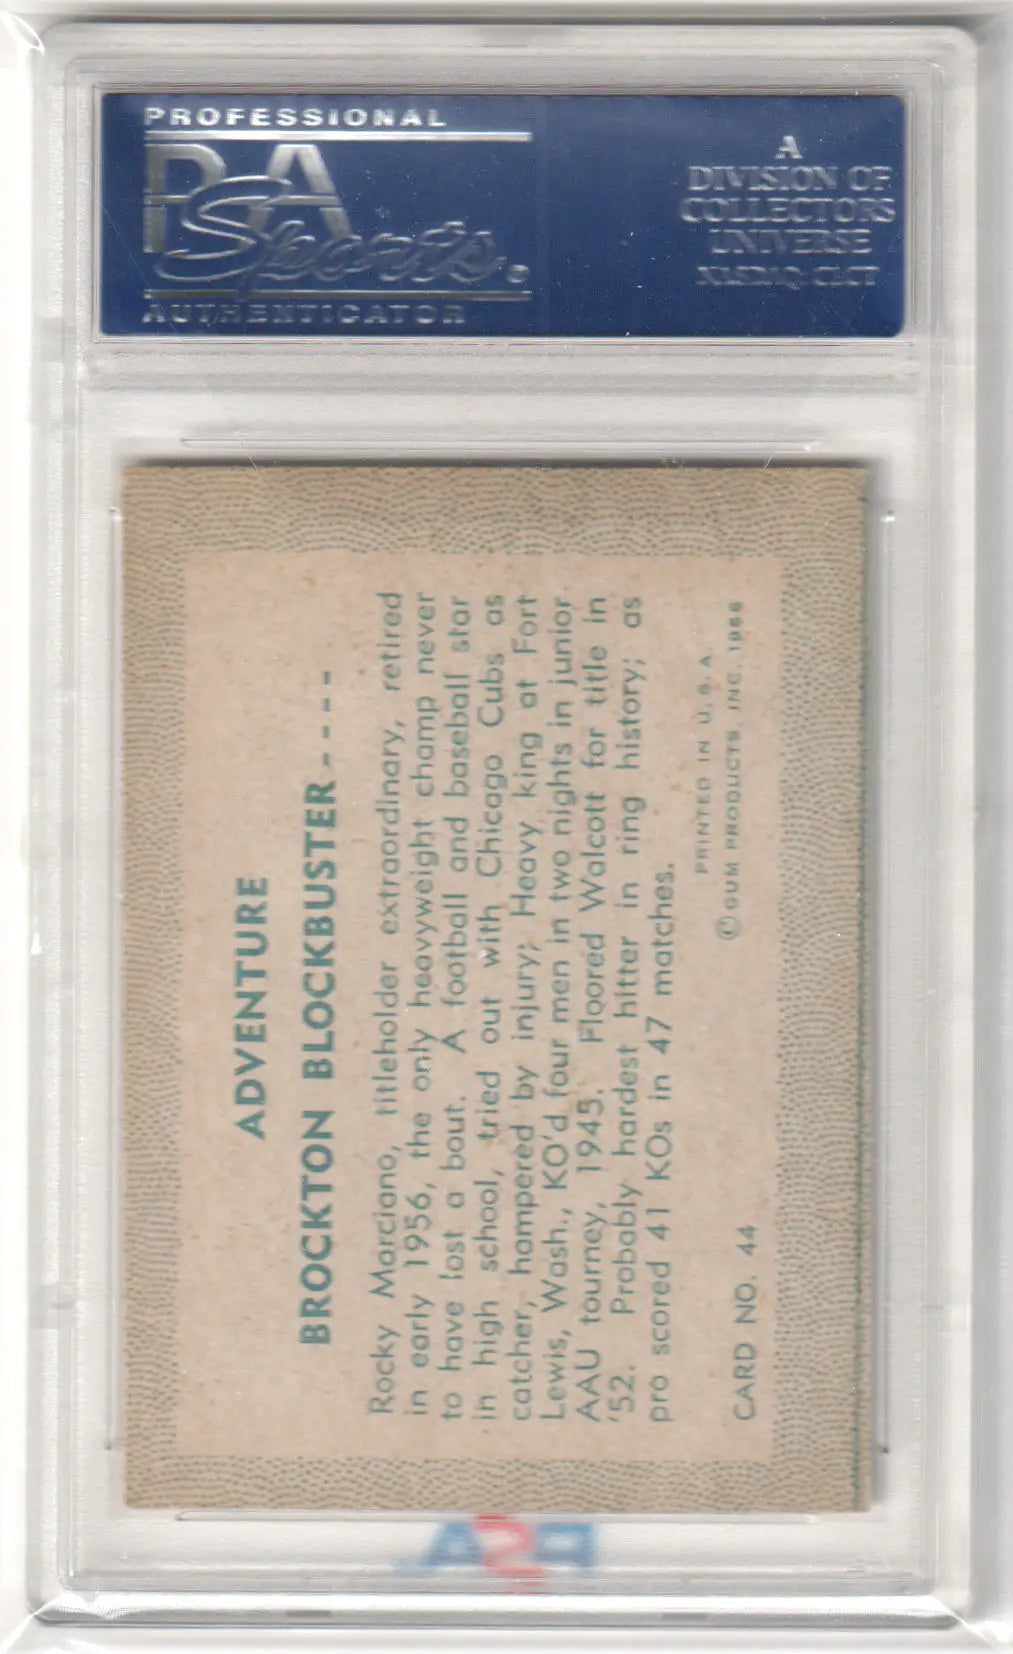 PROFESSIONAL
PSA
Sports
AUTHENTICATOR
A
DIVISION OF
COLLECTORS
UNIVERSE
NASDAQ: CLCT
ADVENTURE
BROCKTON BLOCKBUSTER----
Rocky Marciano, titleholder extraordinary, retired
in early 1956, the only heavyweight champ never
to have lost a bout. A football and baseball star
in high school, tried out with Chicago Cubs as
catcher, hampered by injury; Heavy king at Fort
Lewis, Wash., KO'd four men in two nights in junior
AAU tourney, 1945. Floored Walcott for title in
'52. Probably hardest hitter in ring history; as
pro scored 41 KOs in 47 matches.
PRINTED IN U.S.A.
CARD NO. 44
© GUM PRODUCTS INC. 1956
PSA